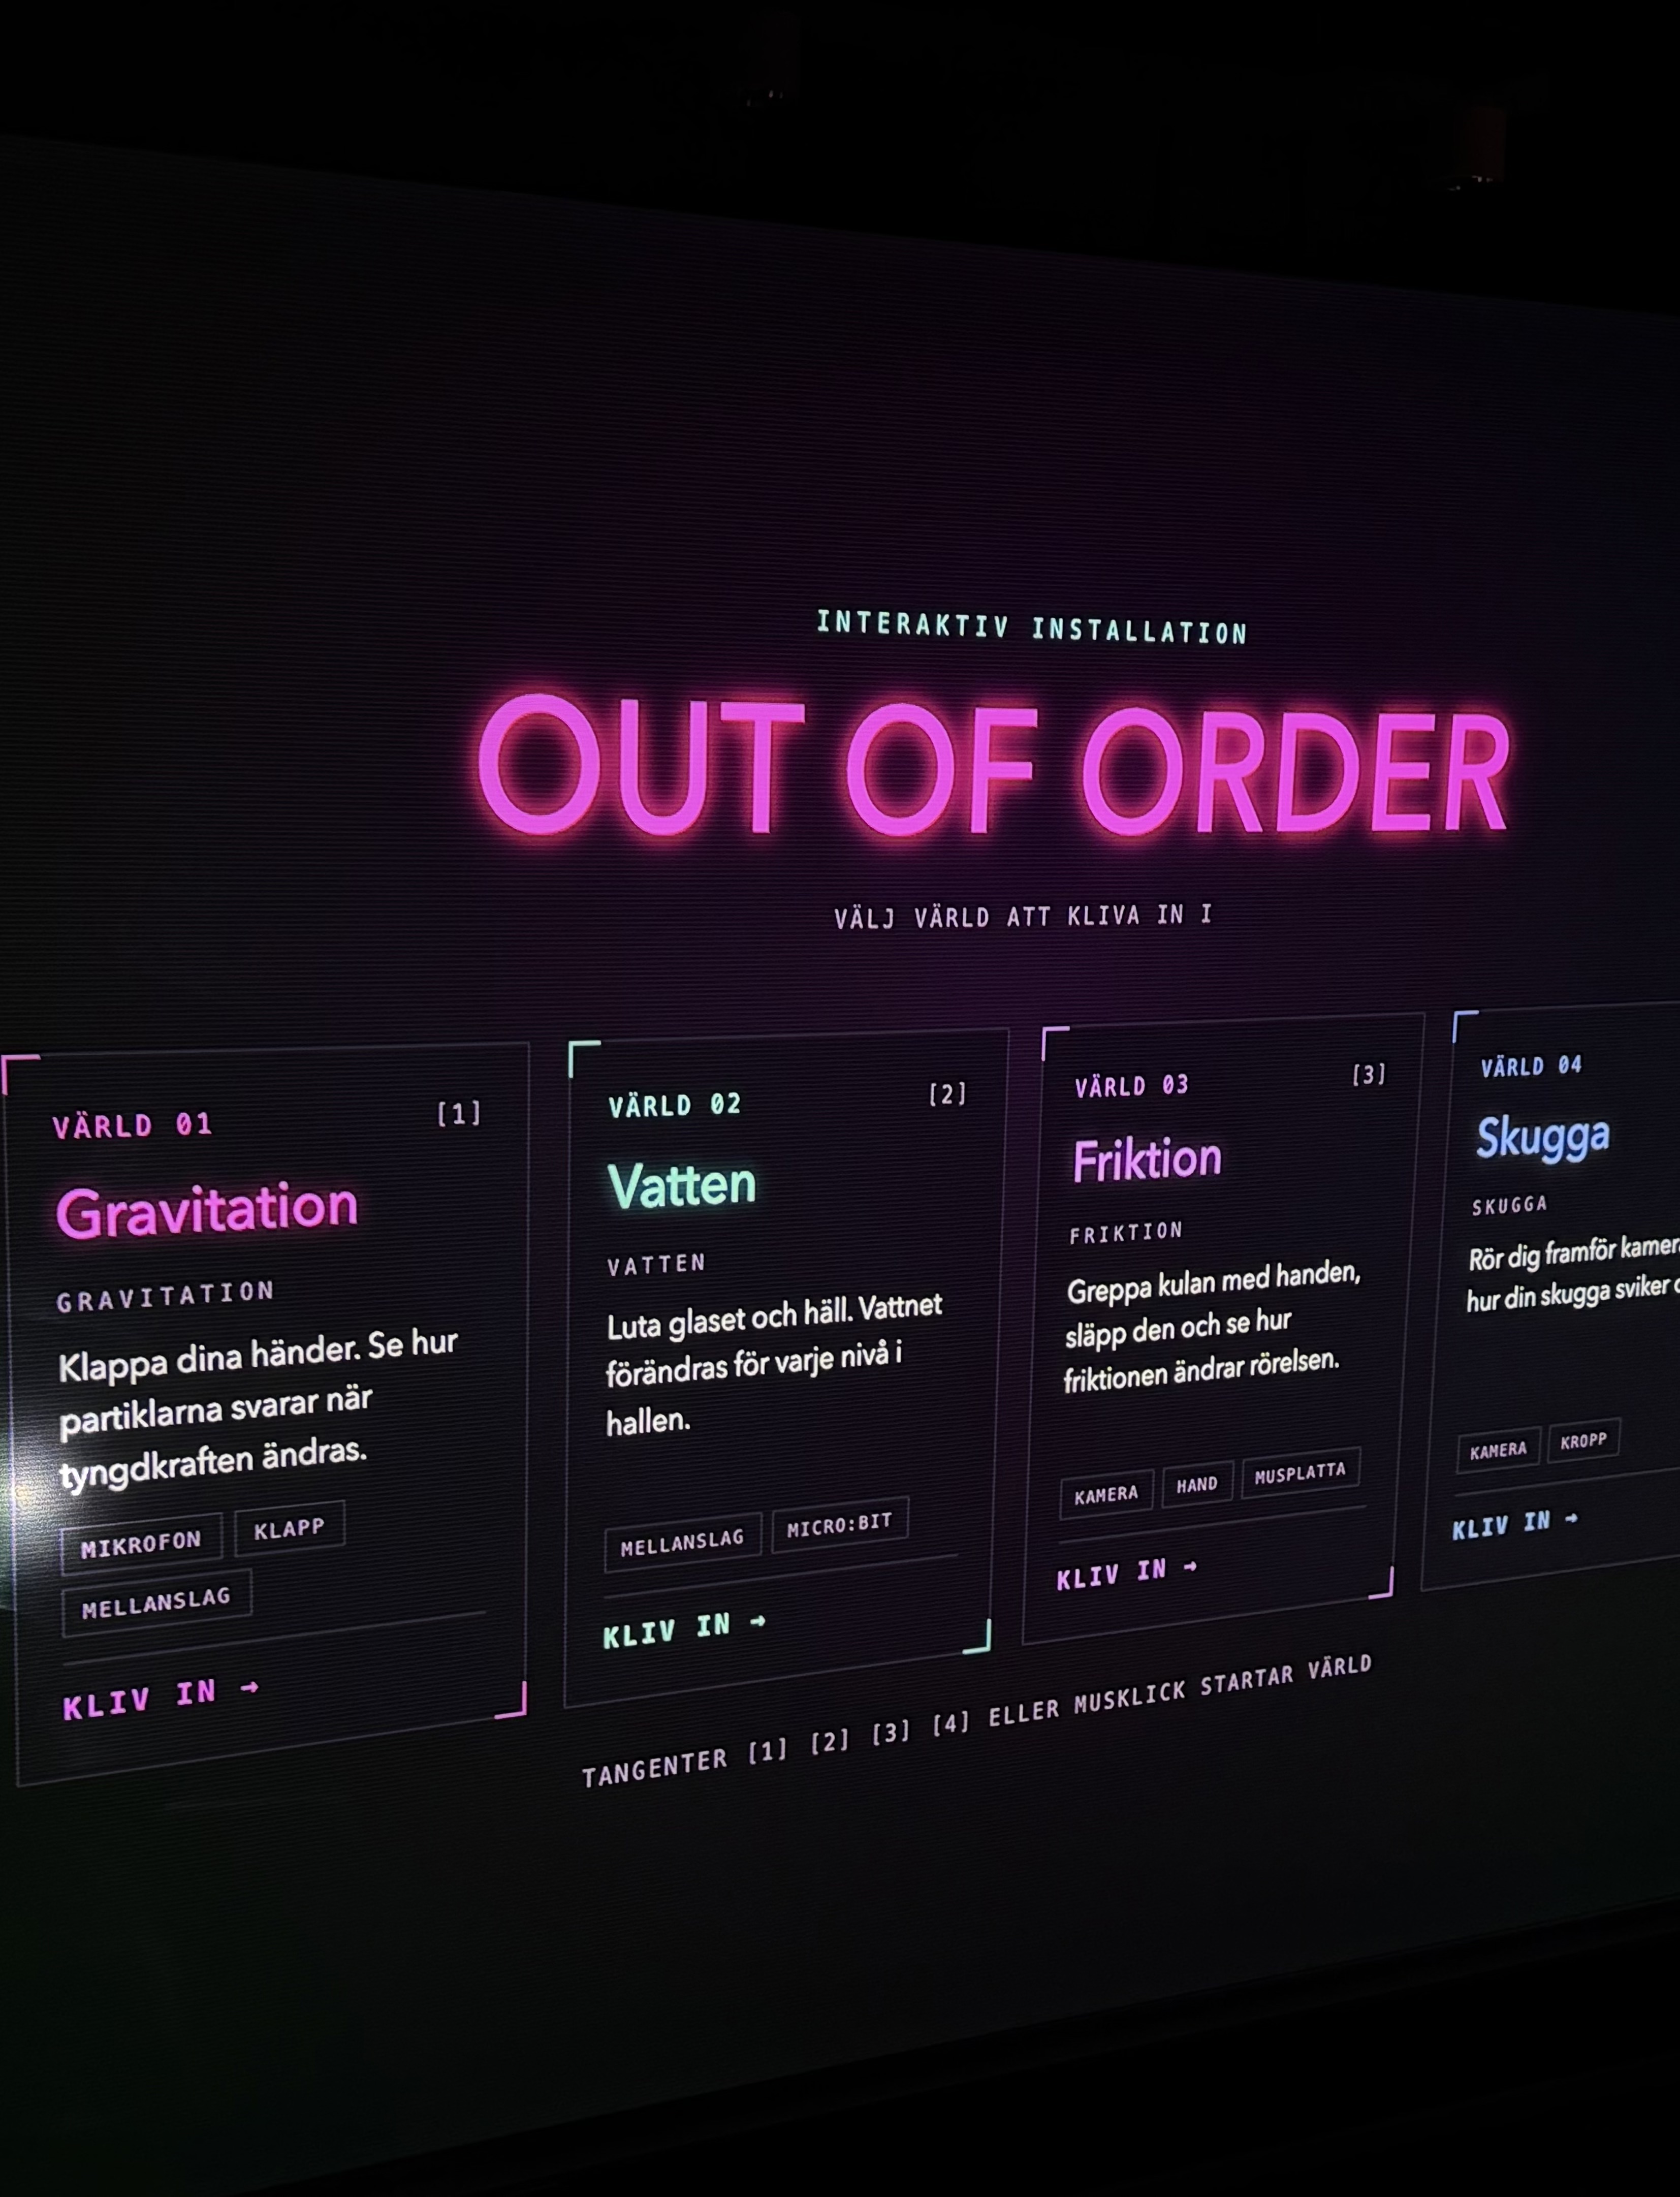 INTERAKTIV INSTALLATION
OUT OF ORDER
VÄLJ VÄRLD ATT KLIVA IN I
VÄRLD 01 [1]
Gravitation
GRAVITATION
Klappa dina händer. Se hur
partiklarna svarar när
tyngdkraften ändras.
MIKROFON KLAPP
MELLANSLAG
KLIV IN →
VÄRLD 02 [2]
Vatten
VATTEN
Luta glaset och häll. Vattnet
förändras för varje nivå i
hallen.
MELLANSLAG MICRO:BIT
KLIV IN →
VÄRLD 03 [3]
Friktion
FRIKTION
Greppa kulan med handen,
släpp den och se hur
friktionen ändrar rörelsen.
KAMERA HAND MUSPLATTA
KLIV IN →
VÄRLD 04
Skugga
SKUGGA
Rör dig framför
hur din skugga sviker
KAMERA KROPP
KLIV IN →
TANGENTER [1] [2] [3] [4] ELLER MUSKLICK STARTAR VÄRLD